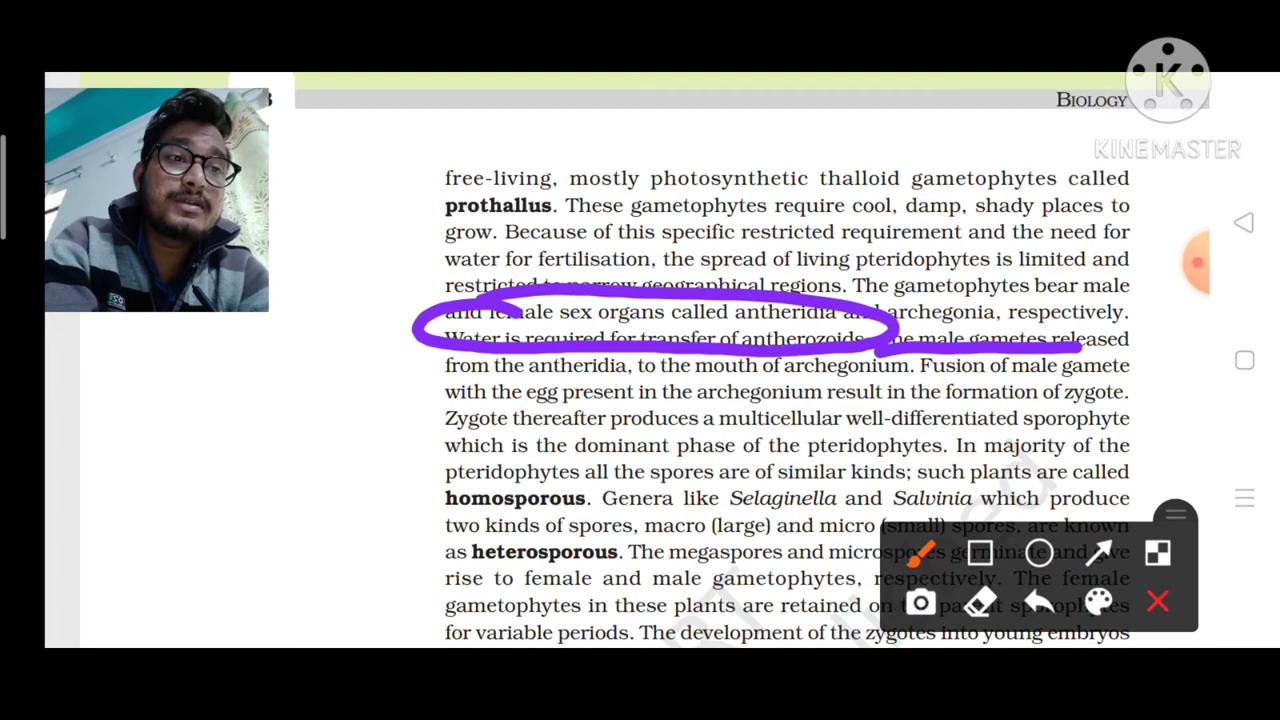 BIOLOGY
KINEMASTER
free-living, mostly photosynthetic thalloid gametophytes called
prothallus. These gametophytes require cool, damp, shady places to
grow. Because of this specific restricted requirement and the need for
water for fertilisation, the spread of living pteridophytes is limited and
restricted to narrow geographical regions. The gametophytes bear male
and female sex organs called antheridia and archegonia, respectively.
Water is required for transfer of antherozoids - the male gametes released
from the antheridia, to the mouth of archegonium. Fusion of male gamete
with the egg present in the archegonium result in the formation of zygote.
Zygote thereafter produces a multicellular well-differentiated sporophyte
which is the dominant phase of the pteridophytes. In majority of the
pteridophytes all the spores are of similar kinds; such plants are called
homosporous. Genera like Selaginella and Salvinia which produce
two kinds of spores, macro (large) and micro (small) spores, are known
as heterosporous. The megaspores and microspores germinate and give
rise to female and male gametophytes, respectively. The female
gametophytes in these plants are retained on the parent sporophytes
for variable periods. The development of the zygotes into young embryos